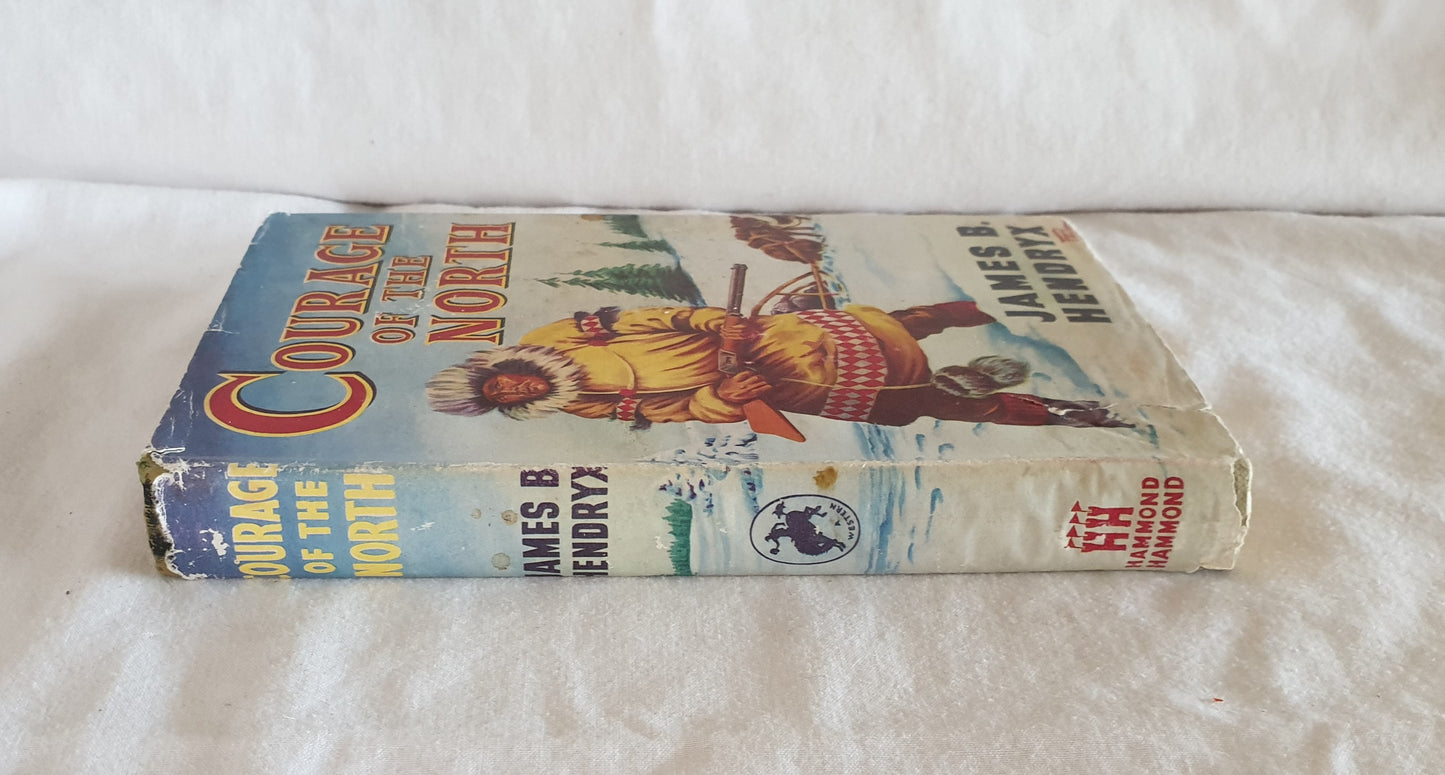 COURAGE
OF THE
NORTH
JAMES B.
HENDRYX
COURAGE
OF THE
NORTH
JAMES B
HENDRYX
A
WESTERN
HH
HAMMOND
HAMMOND